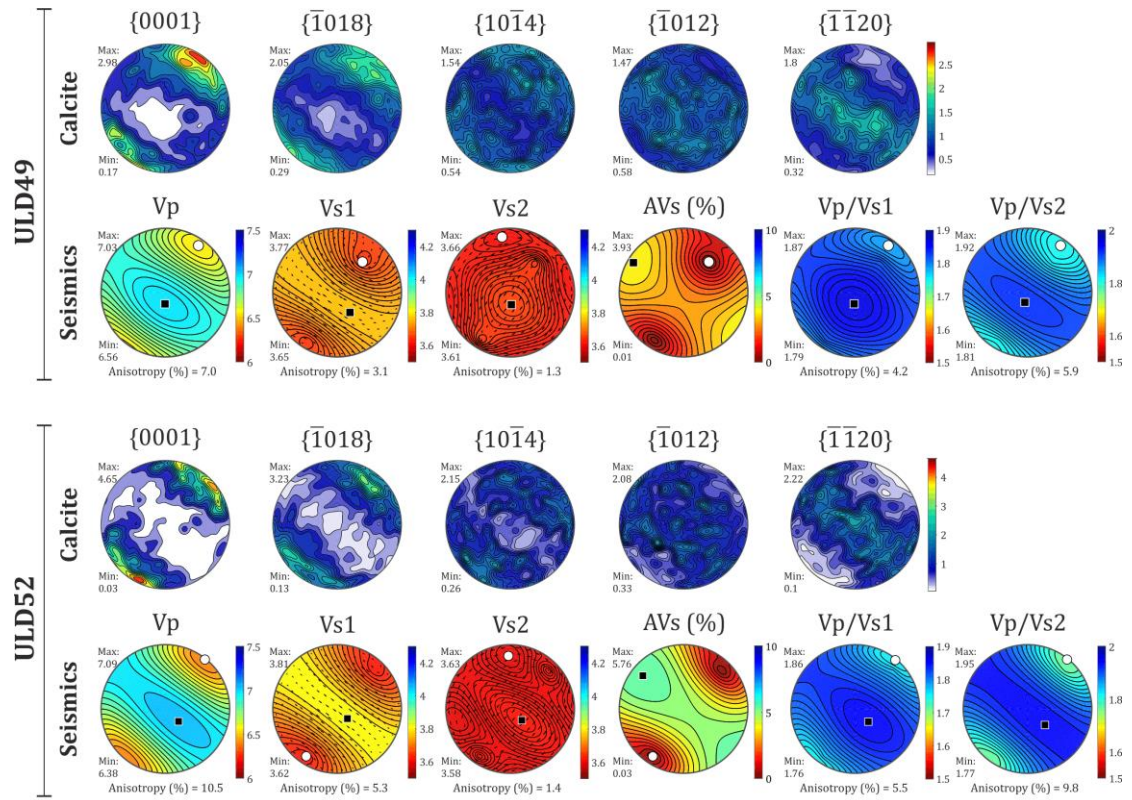 ULD49
Calcite
{0001} {1̄018} {101̄4} {1̄012} {1̄1̄20}
Max: 2.98 Max: 2.05 Max: 1.54 Max: 1.47 Max: 1.8
Min: 0.17 Min: 0.29 Min: 0.54 Min: 0.58 Min: 0.32
2.5
2
1.5
1
0.5
Seismics
Vp Vs1 Vs2 AVs (%) Vp/Vs1 Vp/Vs2
Max: 7.03 Max: 3.77 Max: 3.66 Max: 3.93 Max: 1.87 Max: 1.92
7.5 4.2 4.2 10 1.9 2
7 4 4 5 1.8 1.9
6.5 3.8 3.8 0 1.7 1.8
6 3.6 3.6 1.6 1.7
1.5 1.6
1.5
Min: 6.56 Min: 3.65 Min: 3.61 Min: 0.01 Min: 1.79 Min: 1.81
Anisotropy (%) = 7.0 Anisotropy (%) = 3.1 Anisotropy (%) = 1.3 Anisotropy (%) = 4.2 Anisotropy (%) = 5.9
ULD52
Calcite
{0001} {1̄018} {101̄4} {1̄012} {1̄1̄20}
Max: 4.65 Max: 3.23 Max: 2.15 Max: 2.08 Max: 2.22
Min: 0.03 Min: 0.13 Min: 0.26 Min: 0.33 Min: 0.1
4
3
2
1
Seismics
Vp Vs1 Vs2 AVs (%) Vp/Vs1 Vp/Vs2
Max: 7.09 Max: 3.81 Max: 3.63 Max: 5.76 Max: 1.86 Max: 1.95
7.5 4.2 4.2 10 1.9 2
7 4 4 5 1.8 1.9
6.5 3.8 3.8 0 1.7 1.8
6 3.6 3.6 1.6 1.7
1.5 1.6
1.5
Min: 6.38 Min: 3.62 Min: 3.58 Min: 0.03 Min: 1.76 Min: 1.77
Anisotropy (%) = 10.5 Anisotropy (%) = 5.3 Anisotropy (%) = 1.4 Anisotropy (%) = 5.5 Anisotropy (%) = 9.8